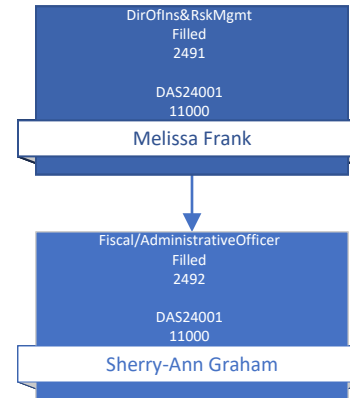 DirOfIns&RskMgmt
Filled
2491
DAS24001
11000
Melissa Frank
Fiscal/AdministrativeOfficer
Filled
2492
DAS24001
11000
Sherry-Ann Graham